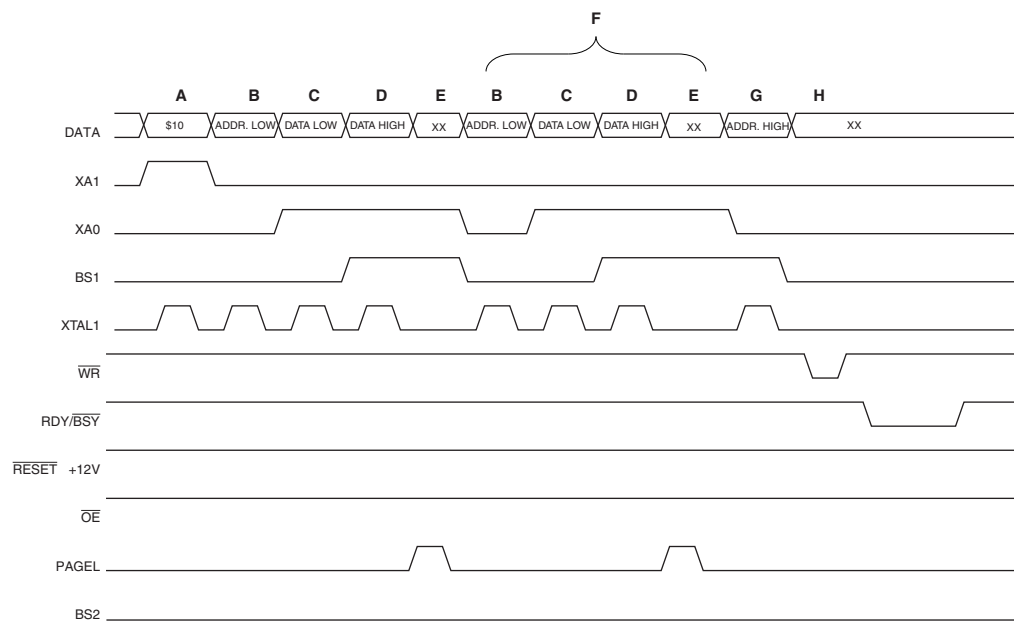 F
A B C D E B C D E G H
DATA $10 ADDR. LOW DATA LOW DATA HIGH XX ADDR. LOW DATA LOW DATA HIGH XX ADDR. HIGH XX
XA1
XA0
BS1
XTAL1
WR
RDY/BSY
RESET +12V
OE
PAGEL
BS2